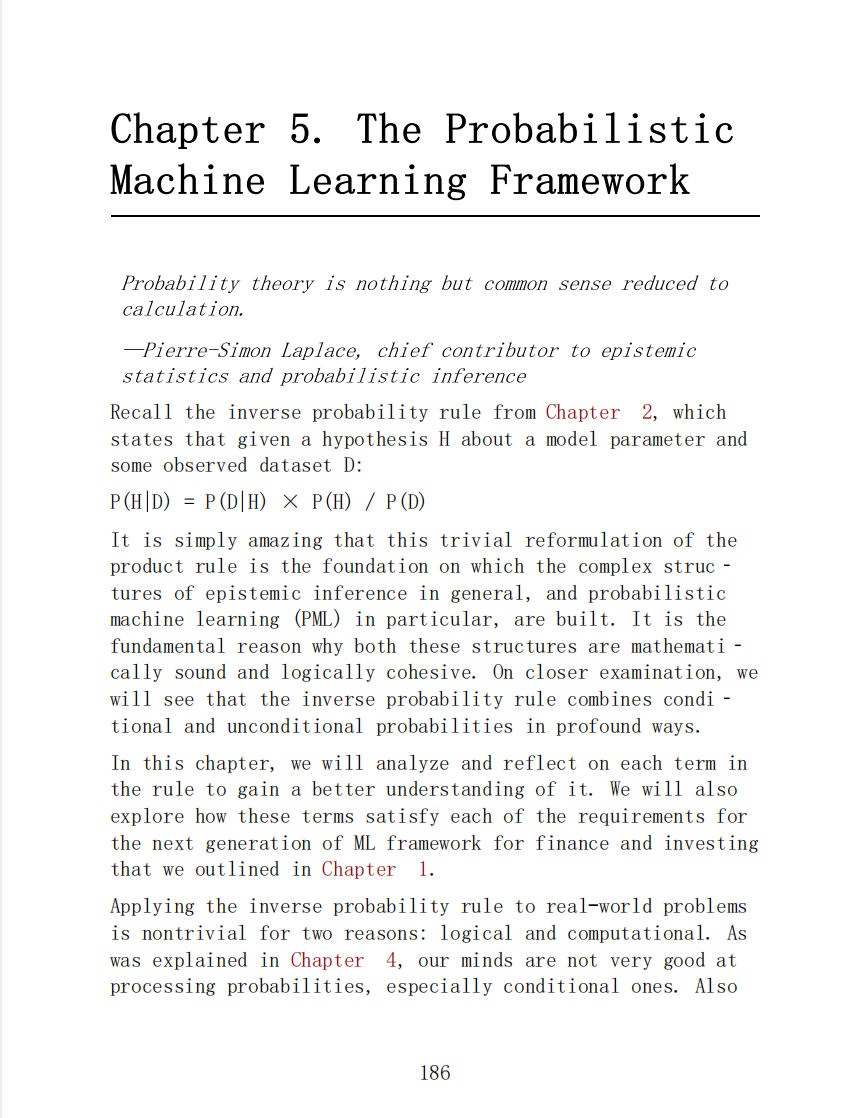 Chapter 5. The Probabilistic
Machine Learning Framework
Probability theory is nothing but common sense reduced to
calculation.
—Pierre-Simon Laplace, chief contributor to epistemic
statistics and probabilistic inference
Recall the inverse probability rule from Chapter 2, which
states that given a hypothesis H about a model parameter and
some observed dataset D:
P(H|D) = P(D|H) × P(H) / P(D)
It is simply amazing that this trivial reformulation of the
product rule is the foundation on which the complex struc‐
tures of epistemic inference in general, and probabilistic
machine learning (PML) in particular, are built. It is the
fundamental reason why both these structures are mathemati‐
cally sound and logically cohesive. On closer examination, we
will see that the inverse probability rule combines condi‐
tional and unconditional probabilities in profound ways.
In this chapter, we will analyze and reflect on each term in
the rule to gain a better understanding of it. We will also
explore how these terms satisfy each of the requirements for
the next generation of ML framework for finance and investing
that we outlined in Chapter 1.
Applying the inverse probability rule to real-world problems
is nontrivial for two reasons: logical and computational. As
was explained in Chapter 4, our minds are not very good at
processing probabilities, especially conditional ones. Also
186